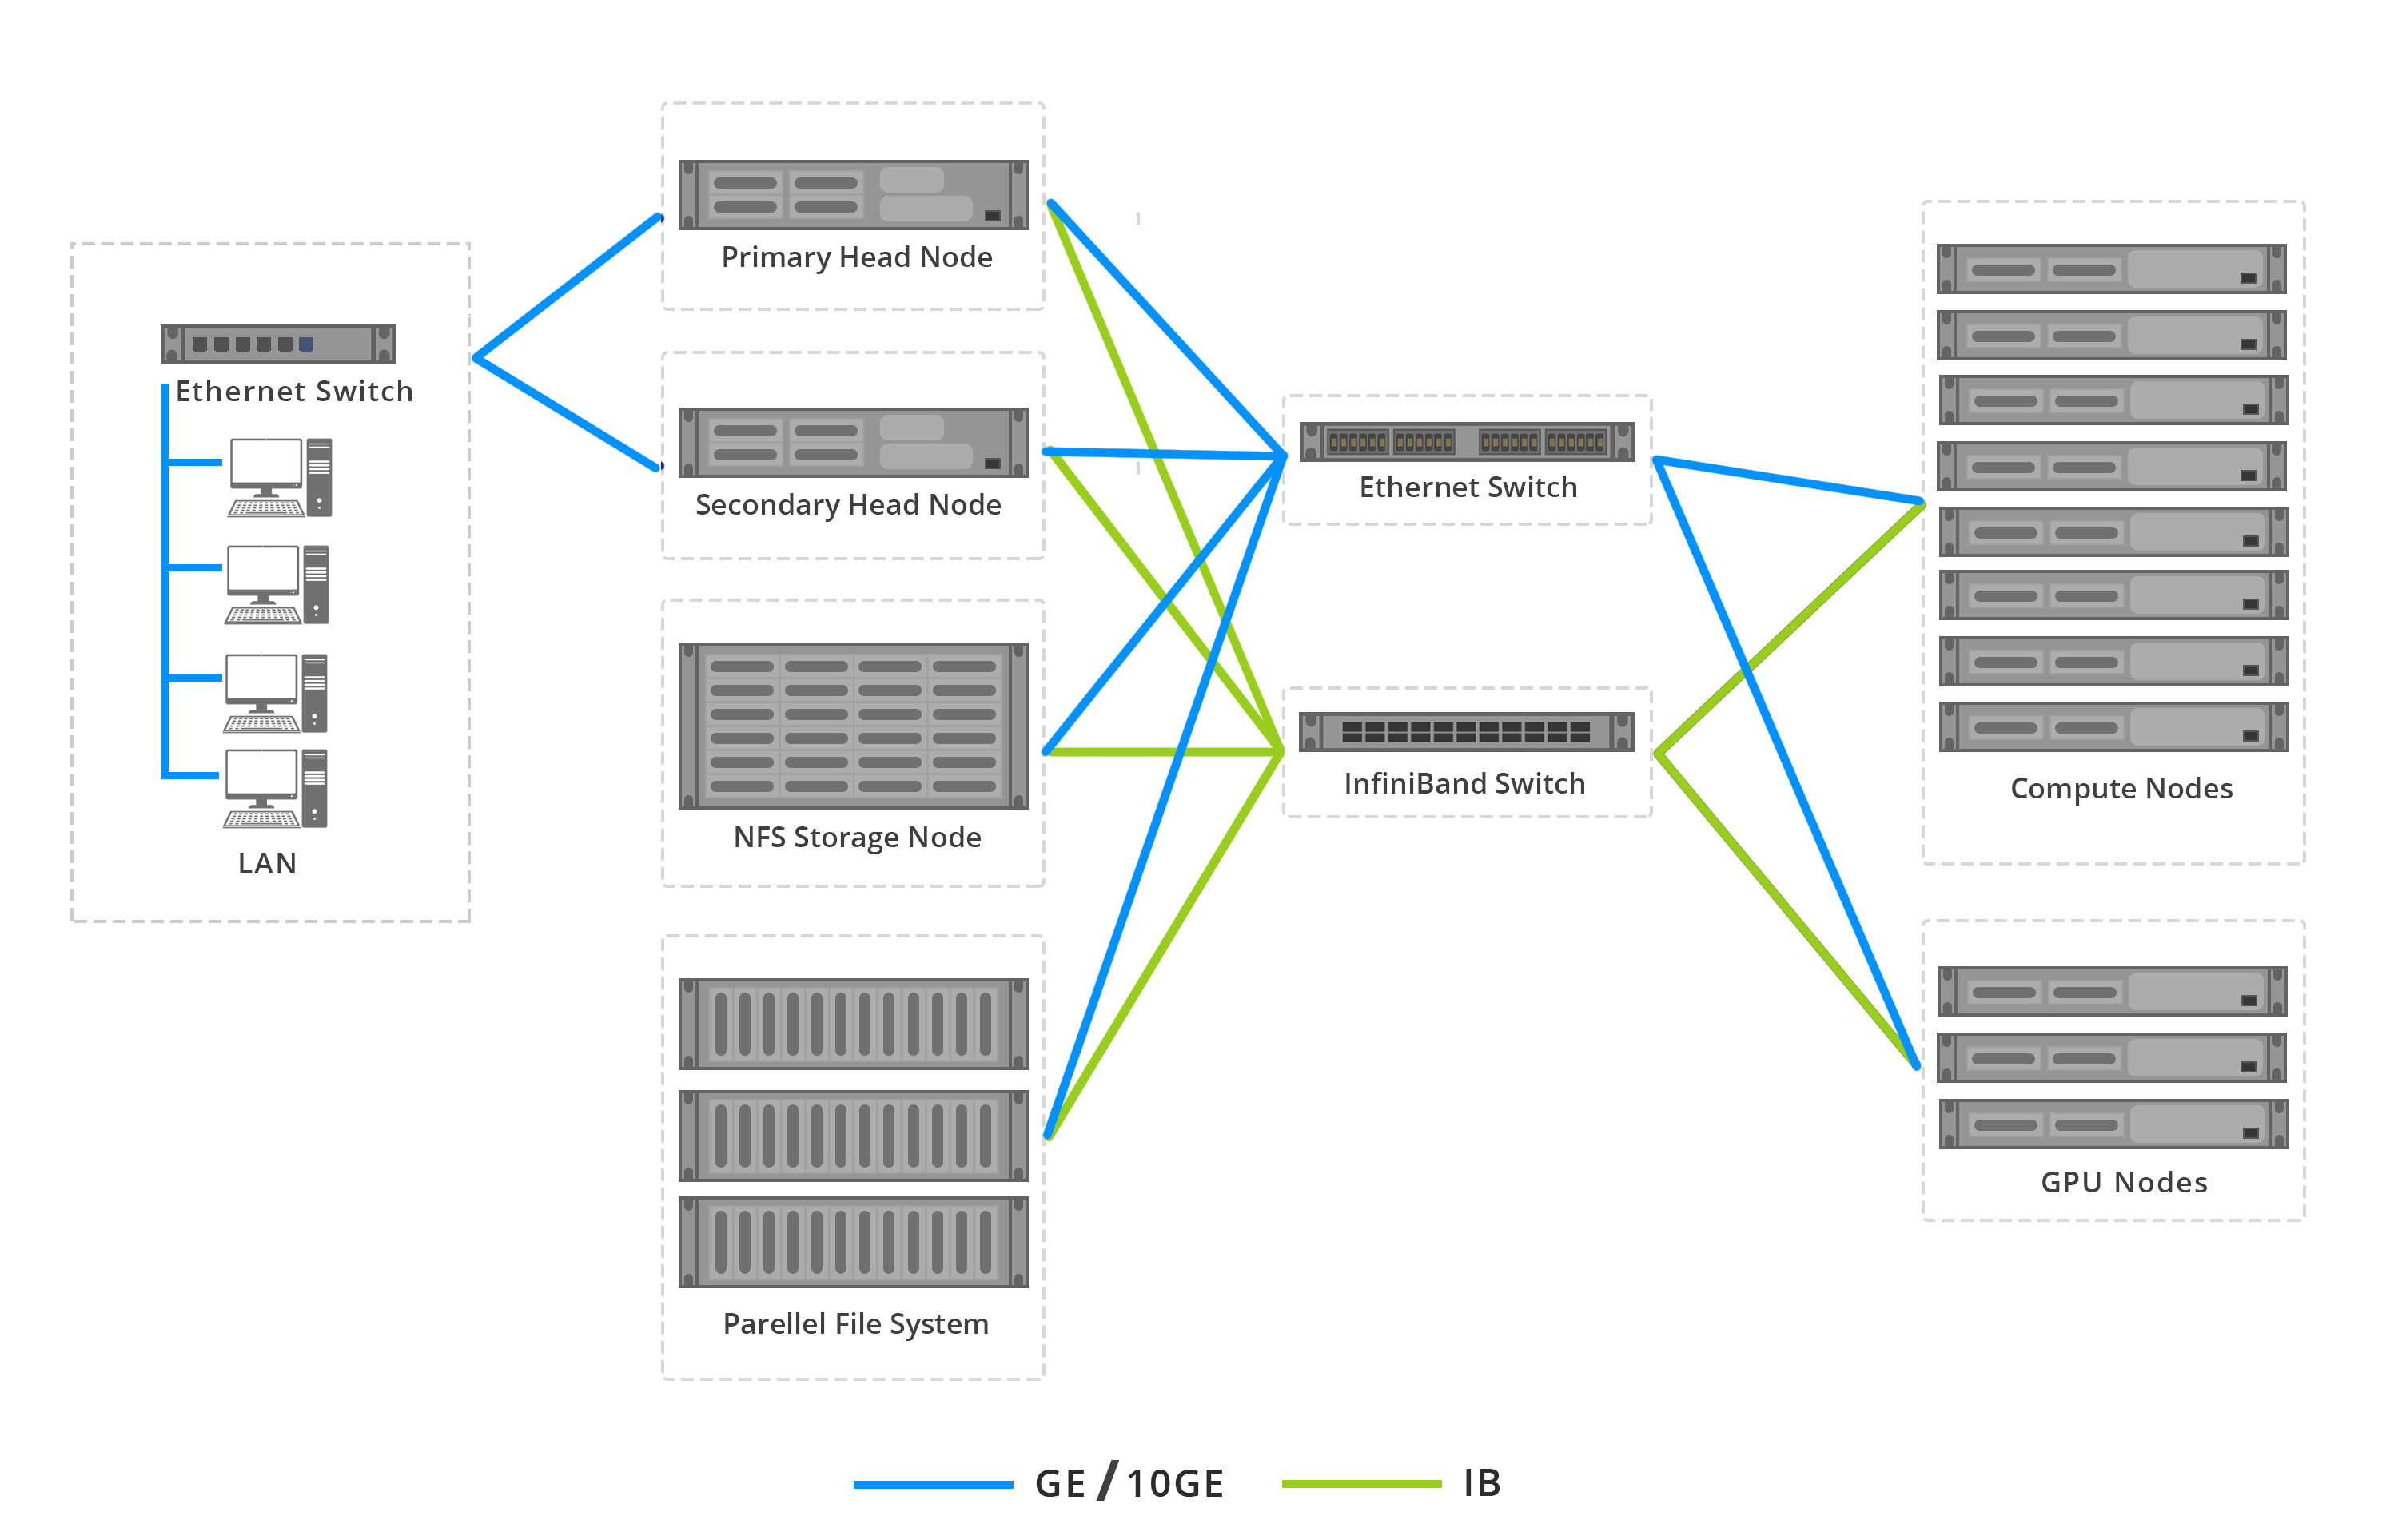 Primary Head Node
Ethernet Switch
Secondary Head Node
Ethernet Switch
InfiniBand Switch
Compute Nodes
NFS Storage Node
LAN
GPU Nodes
Parellel File System
GE / 10GE
IB